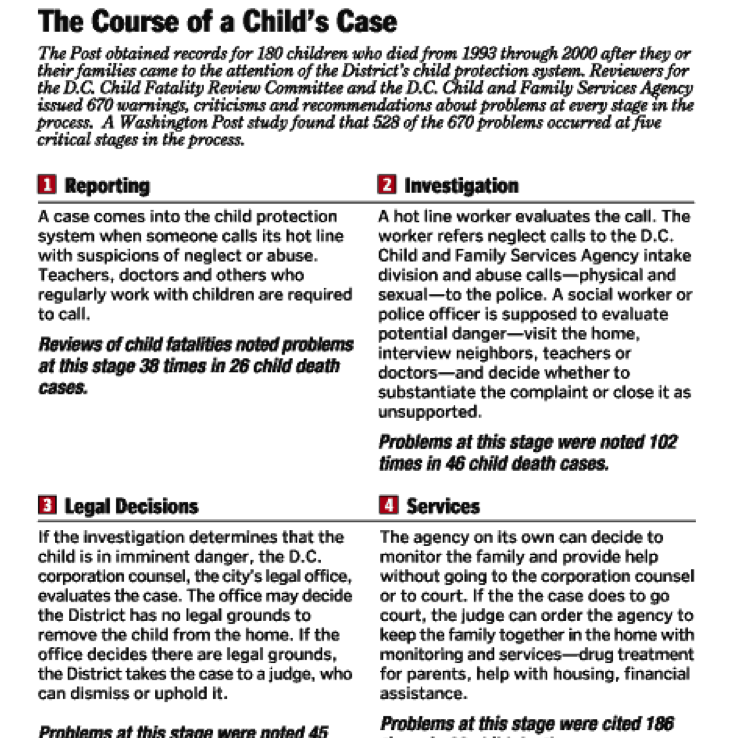 The Course of a Child's Case
The Post obtained records for 180 children who died from 1993 through 2000 after they or
their families came to the attention of the District's child protection system. Reviewers for
the D.C. Child Fatality Review Committee and the D.C. Child and Family Services Agency
issued 670 warnings, criticisms and recommendations about problems at every stage in the
process. A Washington Post study found that 528 of the 670 problems occurred at five
critical stages in the process.
1 Reporting
A case comes into the child protection
system when someone calls its hot line
with suspicions of neglect or abuse.
Teachers, doctors and others who
regularly work with children are required
to call.
Reviews of child fatalities noted problems
at this stage 38 times in 26 child death
cases.
2 Investigation
A hot line worker evaluates the call. The
worker refers neglect calls to the D.C.
Child and Family Services Agency intake
division and abuse calls—physical and
sexual—to the police. A social worker or
police officer is supposed to evaluate
potential danger—visit the home,
interview neighbors, teachers or
doctors—and decide whether to
substantiate the complaint or close it as
unsupported.
Problems at this stage were noted 102
times in 46 child death cases.
3 Legal Decisions
If the investigation determines that the
child is in imminent danger, the D.C.
corporation counsel, the city's legal office,
evaluates the case. The office may decide
the District has no legal grounds to
remove the child from the home. If the
office decides there are legal grounds,
the District takes the case to a judge, who
can dismiss or uphold it.
Problems at this stage were noted 45
4 Services
The agency on its own can decide to
monitor the family and provide help
without going to the corporation counsel
or to court. If the the case does to go
court, the judge can order the agency to
keep the family together in the home with
monitoring and services—drug treatment
for parents, help with housing, financial
assistance.
Problems at this stage were cited 186